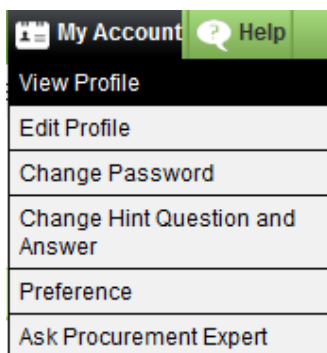 My Account Help
View Profile
Edit Profile
Change Password
Change Hint Question and
Answer
Preference
Ask Procurement Expert